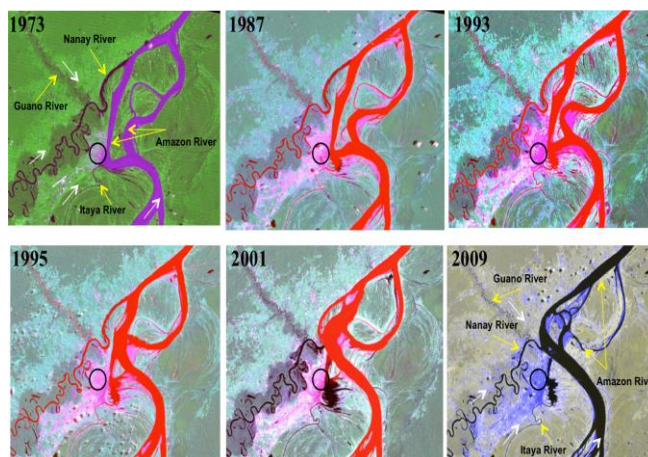 1973
Nanay River
Guano River
Amazon River
Itaya River
1987
1993
1995
2001
2009
Guano River
Nanay River
Amazon Riv
Itaya River